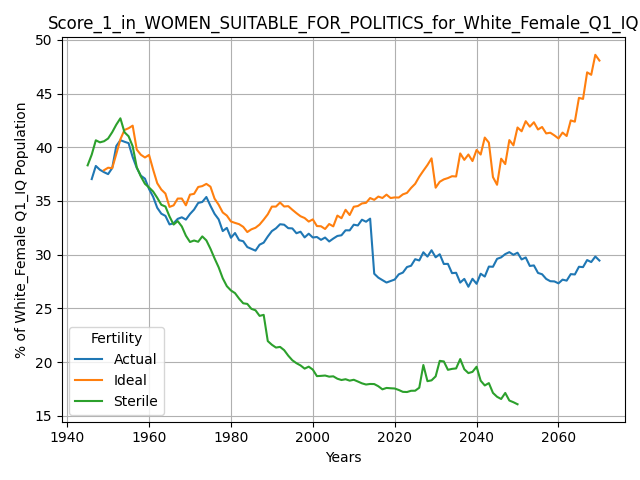 Score_1_in_WOMEN_SUITABLE_FOR_POLITICS_for_White_Female_Q1_IQ
% of White_Female Q1_IQ Population
50
45
40
35
30
25
20
15
Fertility
Actual
Ideal
Sterile
1940 1960 1980 2000 2020 2040 2060
Years